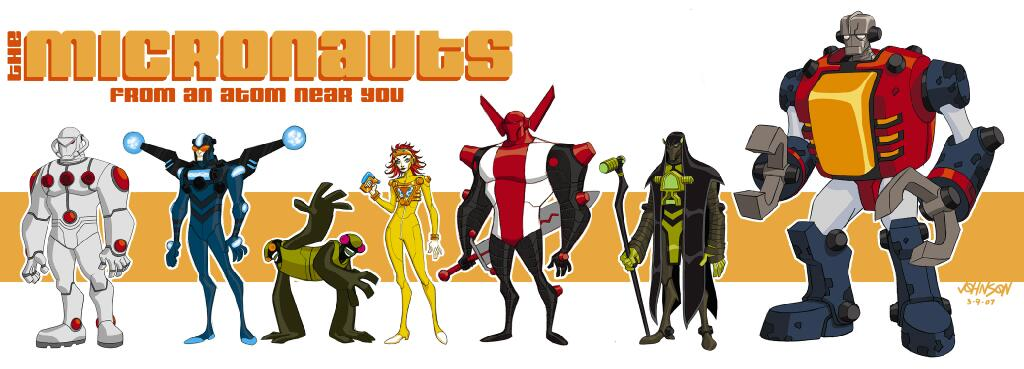 the MICRONAUTS
FROM AN ATOM NEAR YOU
JOHNSON
3-9-07